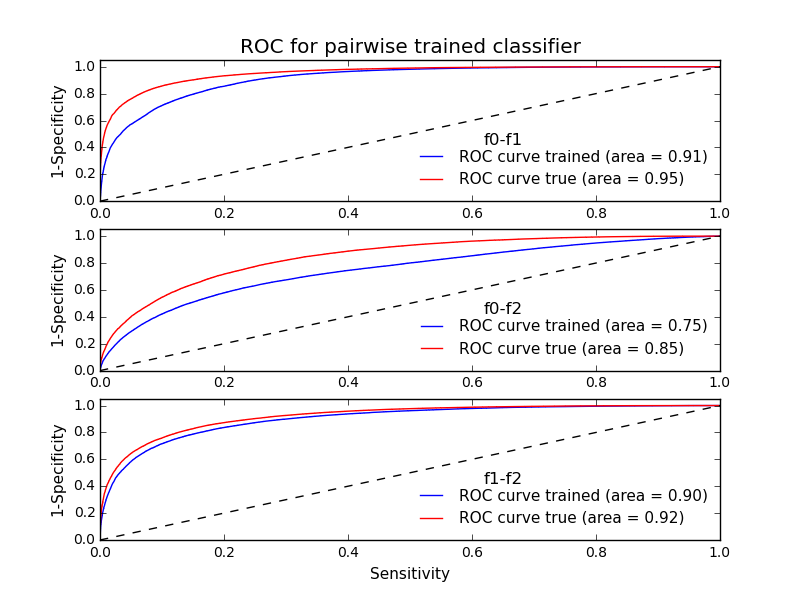 ROC for pairwise trained classifier
1.0
0.8
0.6
0.4
0.2
0.0
1-Specificity
f0-f1
ROC curve trained (area = 0.91)
ROC curve true (area = 0.95)
0.0 0.2 0.4 0.6 0.8 1.0
1.0
0.8
0.6
0.4
0.2
0.0
1-Specificity
f0-f2
ROC curve trained (area = 0.75)
ROC curve true (area = 0.85)
0.0 0.2 0.4 0.6 0.8 1.0
1.0
0.8
0.6
0.4
0.2
0.0
1-Specificity
f1-f2
ROC curve trained (area = 0.90)
ROC curve true (area = 0.92)
0.0 0.2 0.4 0.6 0.8 1.0
Sensitivity